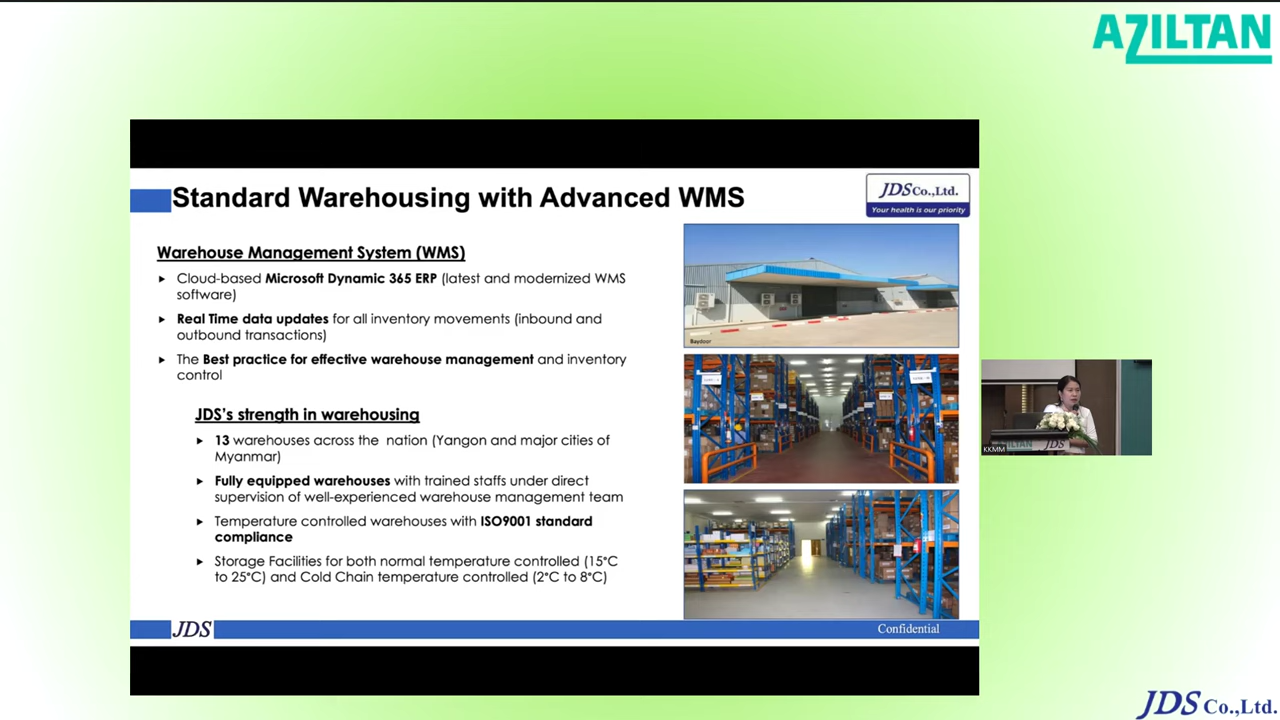 AZILTAN
Standard Warehousing with Advanced WMS
JDS Co.,Ltd.
Your health is our priority
Warehouse Management System (WMS)
Cloud-based Microsoft Dynamic 365 ERP (latest and modernized WMS
software)
Real Time data updates for all inventory movements (inbound and
outbound transactions)
The Best practice for effective warehouse management and inventory
control
Baydoor
JDS's strength in warehousing
13 warehouses across the nation (Yangon and major cities of
Myanmar)
Fully equipped warehouses with trained staffs under direct
supervision of well-experienced warehouse management team
Temperature controlled warehouses with ISO9001 standard
compliance
Storage Facilities for both normal temperature controlled (15°C
to 25°C) and Cold Chain temperature controlled (2°C to 8°C)
KKMM
JDS
JDS
Confidential
JDS Co.,Ltd.